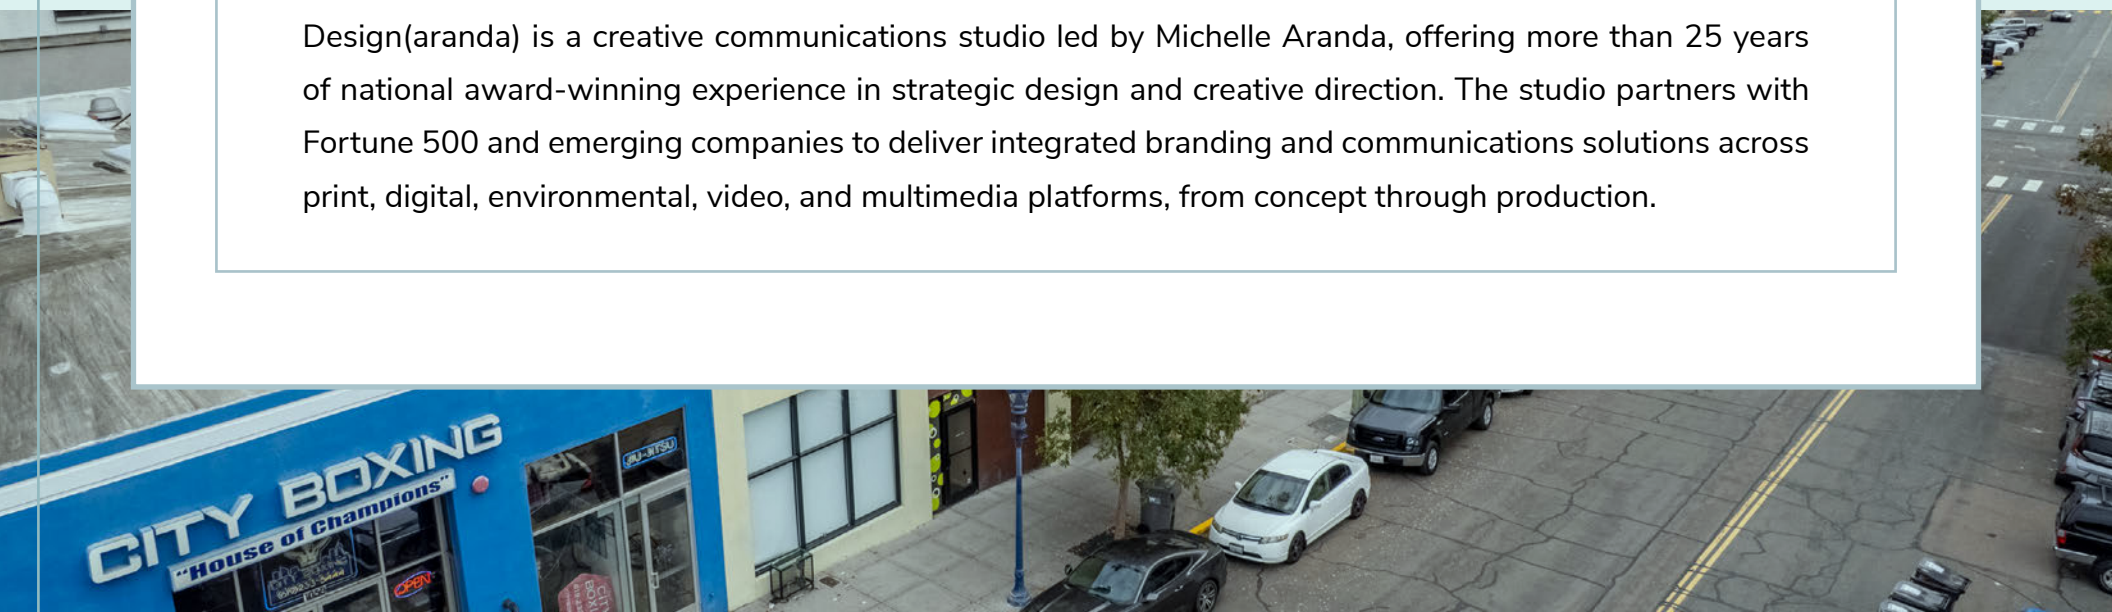 Design(aranda) is a creative communications studio led by Michelle Aranda, offering more than 25 years
of national award-winning experience in strategic design and creative direction. The studio partners with
Fortune 500 and emerging companies to deliver integrated branding and communications solutions across
print, digital, environmental, video, and multimedia platforms, from concept through production.
CITY BOXING
"House of Champions"
JIU-JITSU
OPEN